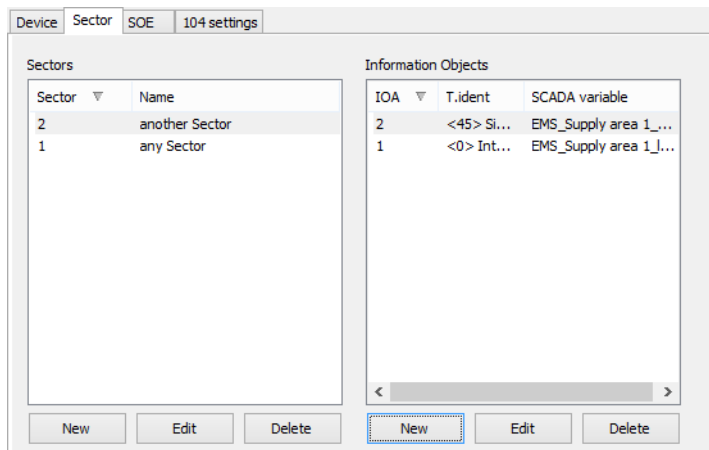 Device Sector SOE 104 settings
Sectors Information Objects
Sector Name IOA T.ident SCADA variable
2 another Sector 2 <45> Si... EMS_Supply area 1_...
1 any Sector 1 <0> Int... EMS_Supply area 1_l...
New Edit Delete New Edit Delete